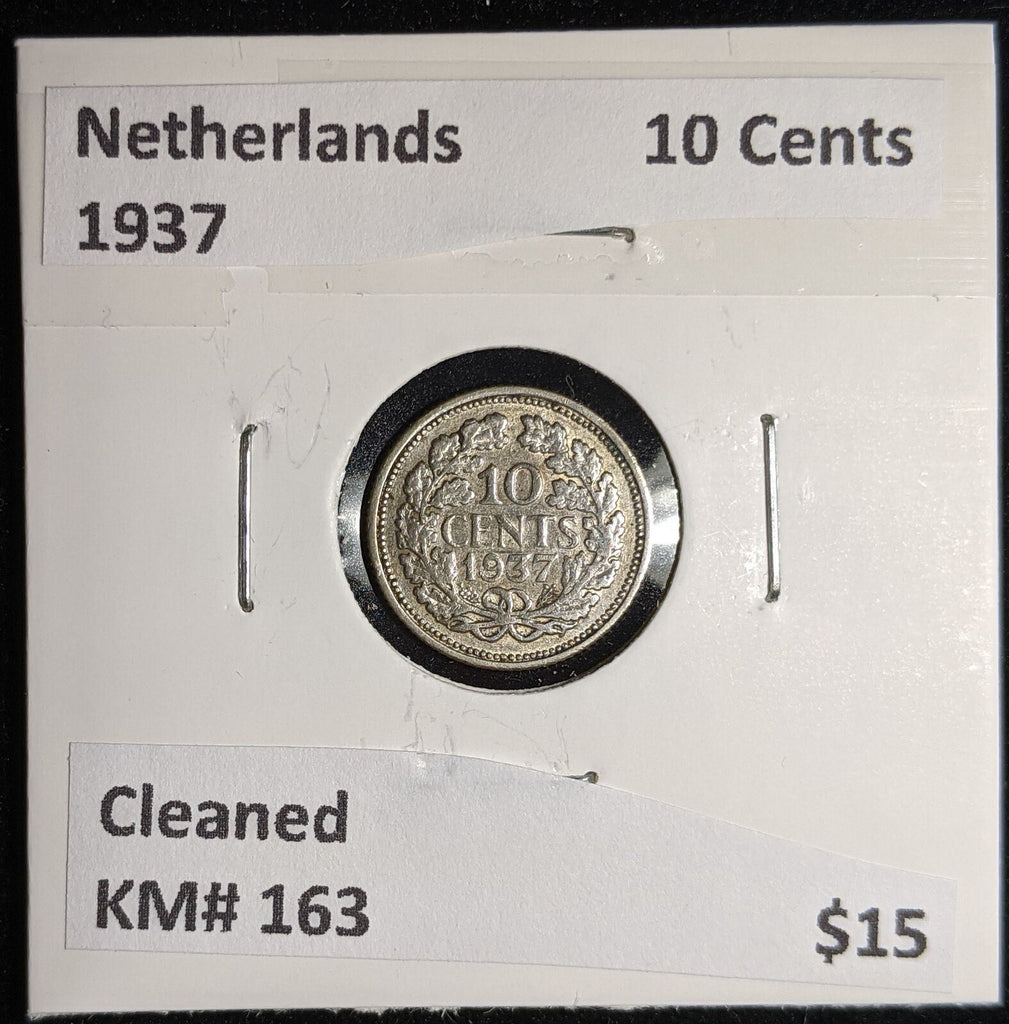 Netherlands 10 Cents
1937
10
CENTS
1937
Cleaned
KM# 163
$15